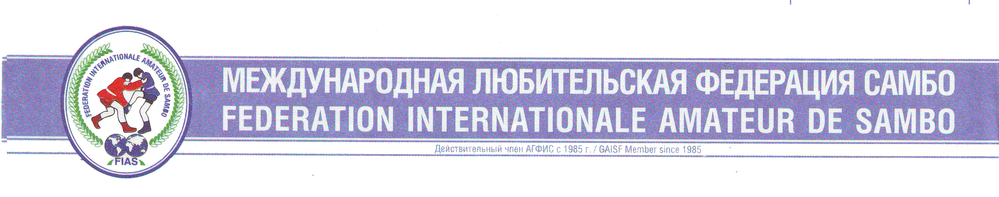 FEDERATION INTERNATIONALE AMATEUR DE SAMBO
FIAS
МЕЖДУНАРОДНАЯ ЛЮБИТЕЛЬСКАЯ ФЕДЕРАЦИЯ САМБО
FEDERATION INTERNATIONALE AMATEUR DE SAMBO
Действительный член АГФИС с 1985 г. / GAISF Member since 1985